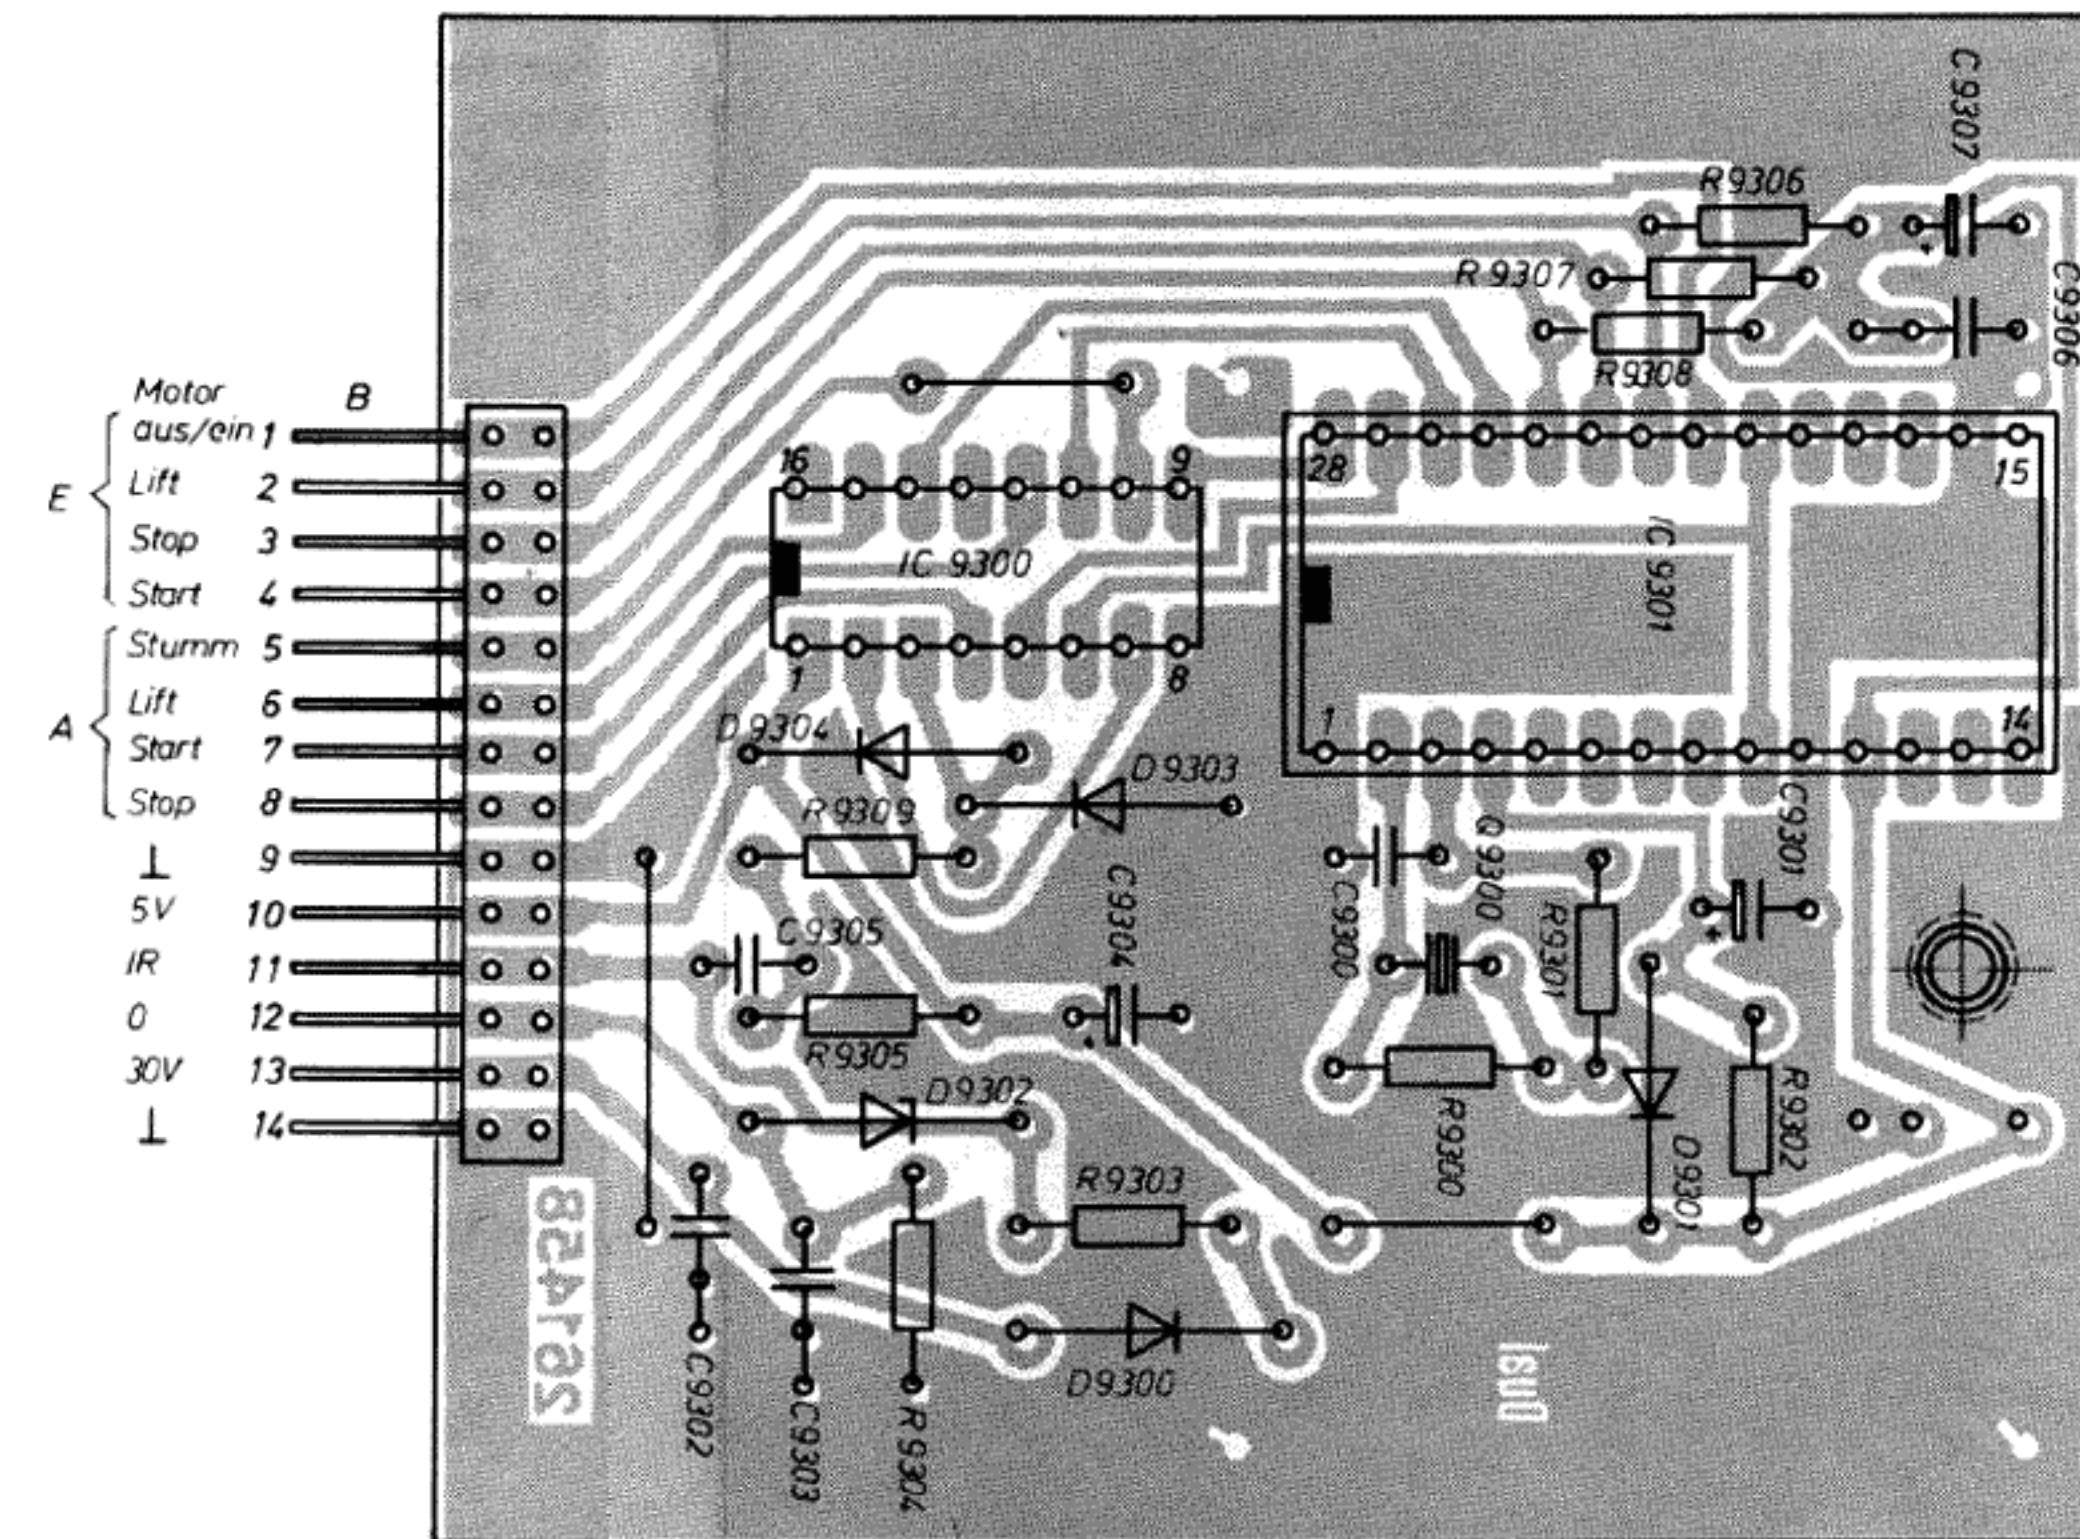 C9307
R9306
R9307
C9306
R9308
Motor
B
aus/ein 1
E
Lift 2
Stop 3
Start 4
A
Stumm 5
Lift 6
Start 7
Stop 8
⊥ 9
5V 10
IR 11
0 12
30V 13
⊥ 14
16
9
IC 9300
1
8
28
15
IC 9301
1
14
D9304
D9303
R9309
C9305
C9304
R9305
D9302
R9303
D9300
C9300
Q9300
R9301
C9301
R9300
D9301
R9302
C9302
C9303
R9304
261458
Dual